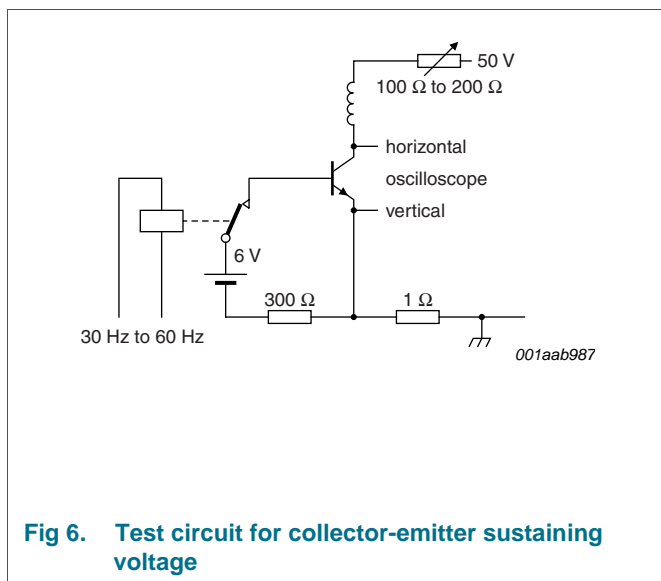 50 V
100 Ω to 200 Ω
horizontal
oscilloscope
vertical
6 V
300 Ω
1 Ω
30 Hz to 60 Hz
001aab987
Fig 6. Test circuit for collector-emitter sustaining
voltage